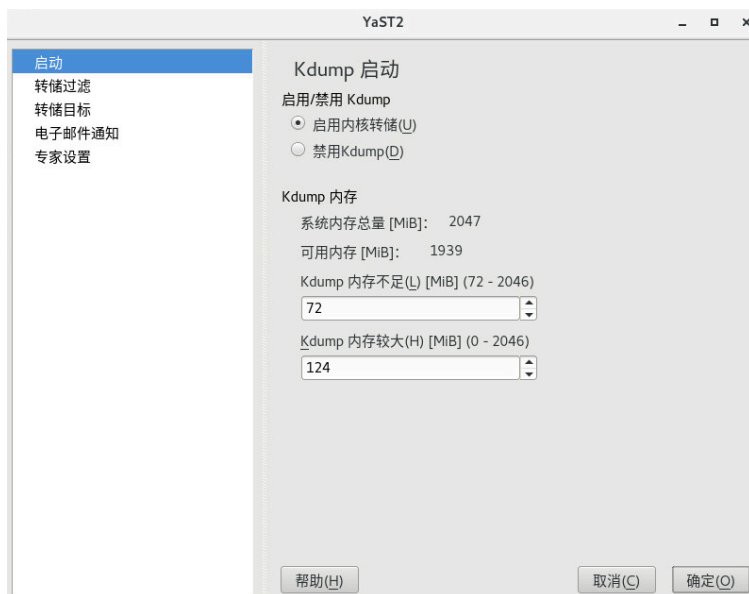 YaST2
启动
转储过滤
转储目标
电子邮件通知
专家设置
Kdump 启动
启用/禁用 Kdump
启用内核转储(U)
禁用Kdump(D)
Kdump 内存
系统内存总量 [MiB]: 2047
可用内存 [MiB]: 1939
Kdump 内存不足(L) [MiB] (72 - 2046)
72
Kdump 内存较大(H) [MiB] (0 - 2046)
124
帮助(H)
取消(C)
确定(O)